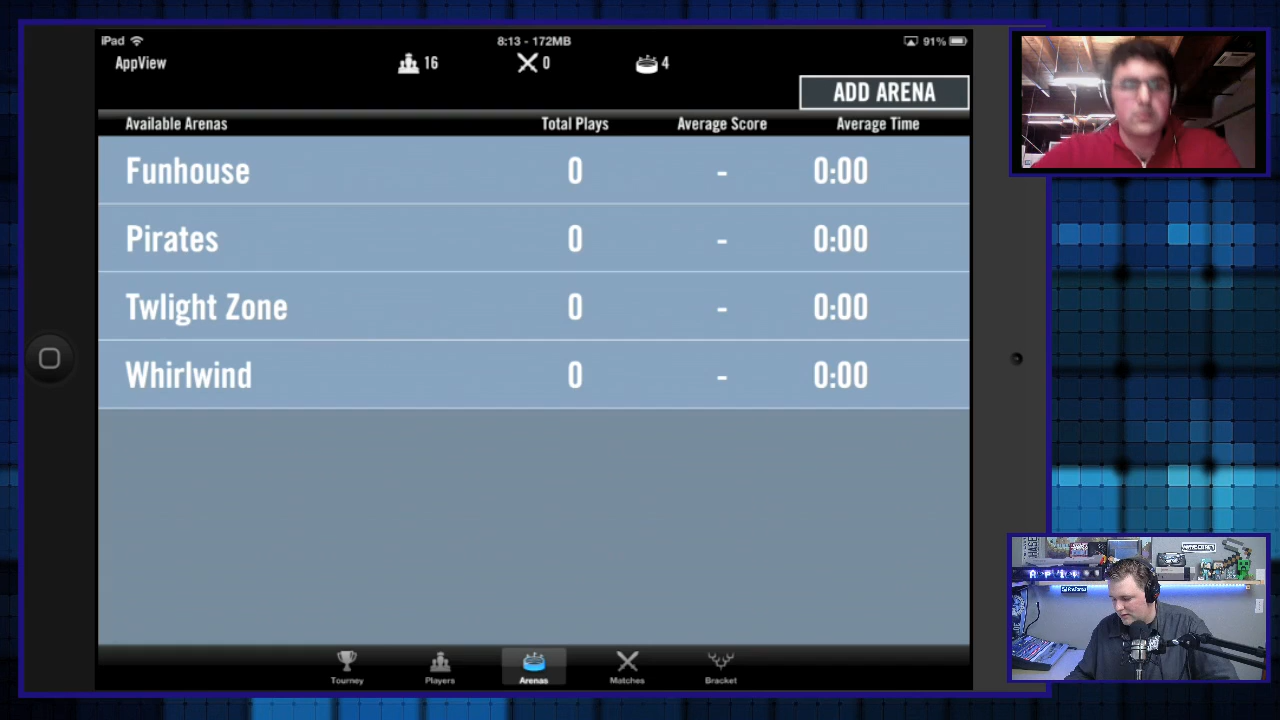 iPad 8:13 - 172MB 91%
AppView 16 0 4
ADD ARENA
Available Arenas Total Plays Average Score Average Time
Funhouse 0 - 0:00
Pirates 0 - 0:00
Twlight Zone 0 - 0:00
Whirlwind 0 - 0:00
Tourney Players Arenas Matches Bracket